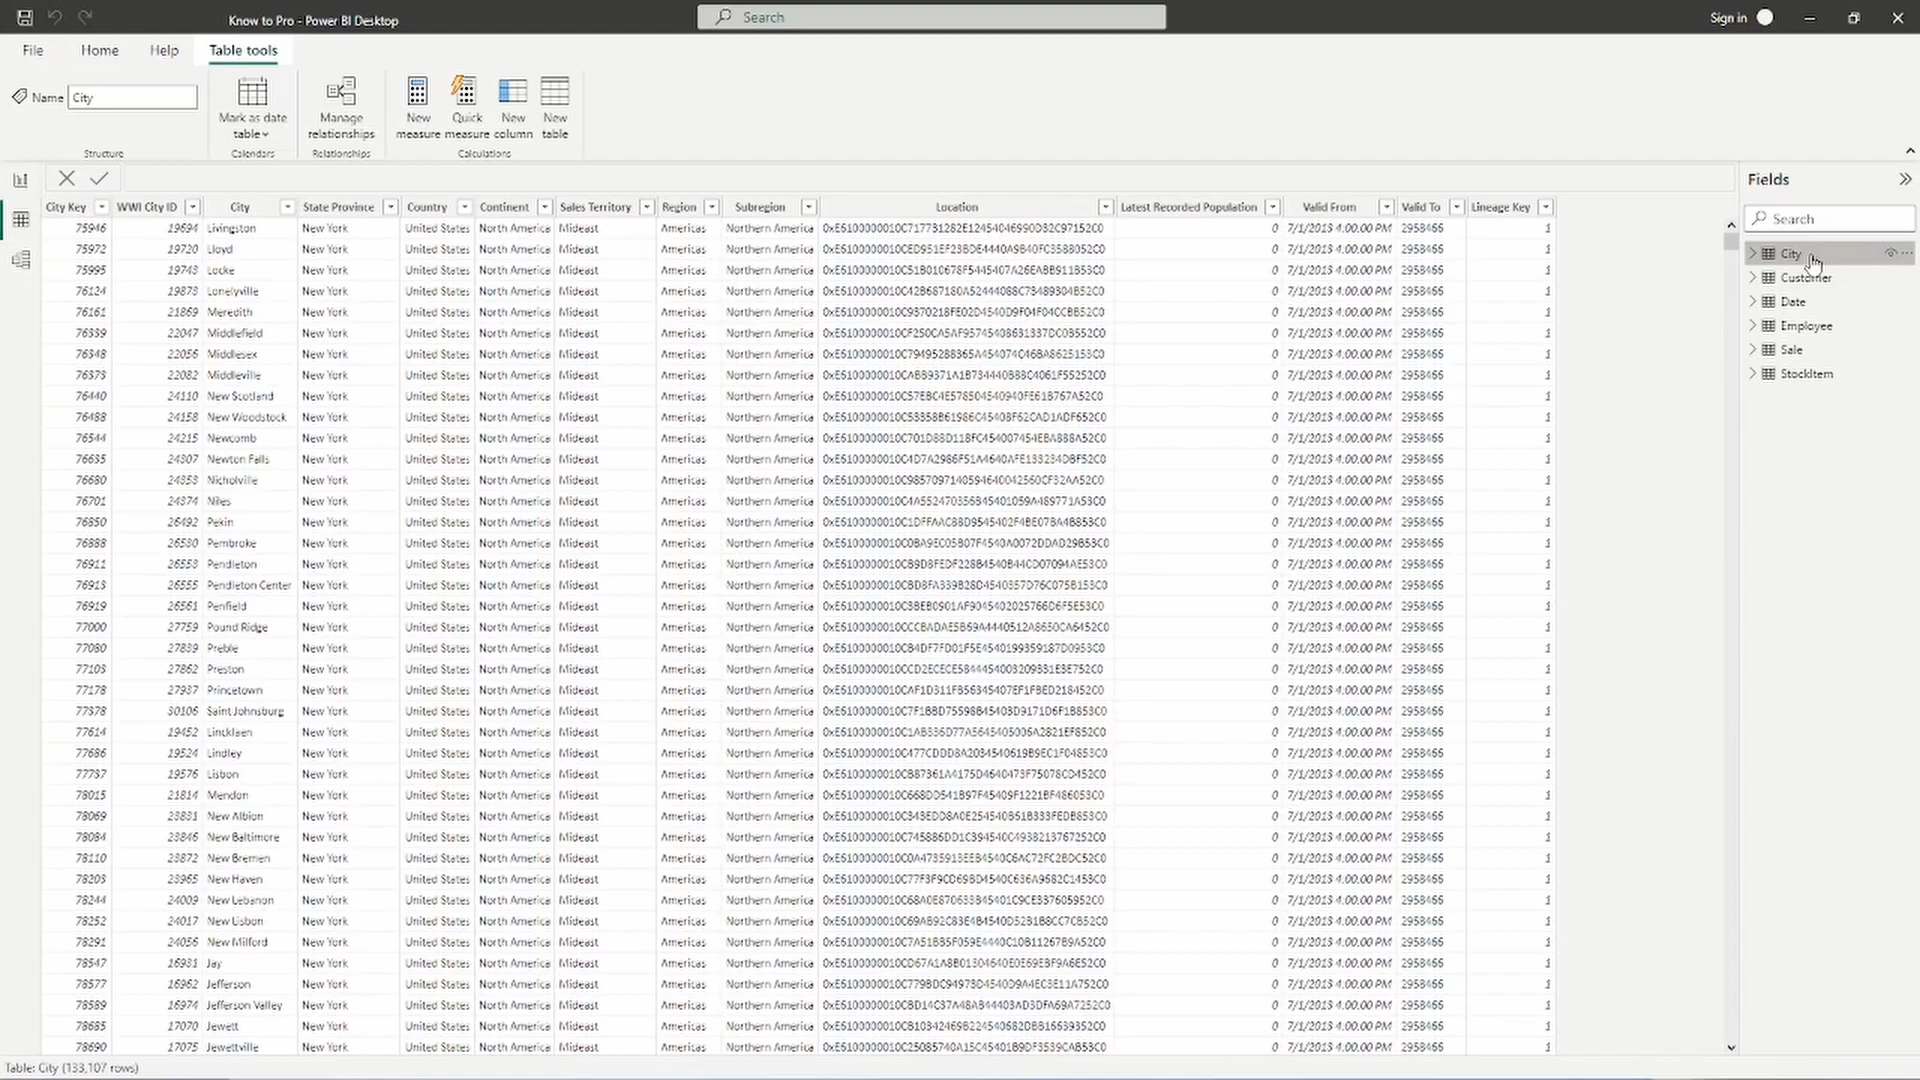 Know to Pro - Power BI Desktop
Search
Sign in
File Home Help Table tools
Name City
Mark as date table
Manage relationships
New measure
Quick measure
New column
New table
Structure Calendars Relationships Calculations
Fields
Search
City
Customer
Date
Employee
Sale
StockItem
City Key WWI City ID City State Province Country Continent Sales Territory Region Subregion Location Latest Recorded Population Valid From Valid To Lineage Key
75946 19694 Livingston New York United States North America Mideast Americas Northern America 0 7/1/2013 4:00:00 PM 2958465 1
75972 19720 Lloyd New York United States North America Mideast Americas Northern America 0 7/1/2013 4:00:00 PM 2958465 1
75995 19743 Locke New York United States North America Mideast Americas Northern America 0 7/1/2013 4:00:00 PM 2958465 1
76124 19873 Lonelyville New York United States North America Mideast Americas Northern America 0 7/1/2013 4:00:00 PM 2958465 1
76161 21869 Meredith New York United States North America Mideast Americas Northern America 0 7/1/2013 4:00:00 PM 2958465 1
76339 22047 Middlefield New York United States North America Mideast Americas Northern America 0 7/1/2013 4:00:00 PM 2958465 1
76348 22056 Middlesex New York United States North America Mideast Americas Northern America 0 7/1/2013 4:00:00 PM 2958465 1
76373 22082 Middleville New York United States North America Mideast Americas Northern America 0 7/1/2013 4:00:00 PM 2958465 1
76440 24110 New Scotland New York United States North America Mideast Americas Northern America 0 7/1/2013 4:00:00 PM 2958465 1
76488 24158 New Woodstock New York United States North America Mideast Americas Northern America 0 7/1/2013 4:00:00 PM 2958465 1
76544 24215 Newcomb New York United States North America Mideast Americas Northern America 0 7/1/2013 4:00:00 PM 2958465 1
76635 24307 Newton Falls New York United States North America Mideast Americas Northern America 0 7/1/2013 4:00:00 PM 2958465 1
76680 24353 Nicholville New York United States North America Mideast Americas Northern America 0 7/1/2013 4:00:00 PM 2958465 1
76701 24374 Niles New York United States North America Mideast Americas Northern America 0 7/1/2013 4:00:00 PM 2958465 1
76850 26492 Pekin New York United States North America Mideast Americas Northern America 0 7/1/2013 4:00:00 PM 2958465 1
76888 26530 Pembroke New York United States North America Mideast Americas Northern America 0 7/1/2013 4:00:00 PM 2958465 1
76911 26553 Pendleton New York United States North America Mideast Americas Northern America 0 7/1/2013 4:00:00 PM 2958465 1
76913 26555 Pendleton Center New York United States North America Mideast Americas Northern America 0 7/1/2013 4:00:00 PM 2958465 1
76919 26561 Penfield New York United States North America Mideast Americas Northern America 0 7/1/2013 4:00:00 PM 2958465 1
77000 27759 Pound Ridge New York United States North America Mideast Americas Northern America 0 7/1/2013 4:00:00 PM 2958465 1
77080 27839 Preble New York United States North America Mideast Americas Northern America 0 7/1/2013 4:00:00 PM 2958465 1
77103 27862 Preston New York United States North America Mideast Americas Northern America 0 7/1/2013 4:00:00 PM 2958465 1
77178 27937 Princetown New York United States North America Mideast Americas Northern America 0 7/1/2013 4:00:00 PM 2958465 1
77378 30106 Saint Johnsburg New York United States North America Mideast Americas Northern America 0 7/1/2013 4:00:00 PM 2958465 1
77614 19452 Lincklaen New York United States North America Mideast Americas Northern America 0 7/1/2013 4:00:00 PM 2958465 1
77686 19524 Lindley New York United States North America Mideast Americas Northern America 0 7/1/2013 4:00:00 PM 2958465 1
77737 19576 Lisbon New York United States North America Mideast Americas Northern America 0 7/1/2013 4:00:00 PM 2958465 1
78015 21814 Mendon New York United States North America Mideast Americas Northern America 0 7/1/2013 4:00:00 PM 2958465 1
78069 23831 New Albion New York United States North America Mideast Americas Northern America 0 7/1/2013 4:00:00 PM 2958465 1
78084 23846 New Baltimore New York United States North America Mideast Americas Northern America 0 7/1/2013 4:00:00 PM 2958465 1
78110 23872 New Bremen New York United States North America Mideast Americas Northern America 0 7/1/2013 4:00:00 PM 2958465 1
78203 23965 New Haven New York United States North America Mideast Americas Northern America 0 7/1/2013 4:00:00 PM 2958465 1
78244 24009 New Lebanon New York United States North America Mideast Americas Northern America 0 7/1/2013 4:00:00 PM 2958465 1
78252 24017 New Lisbon New York United States North America Mideast Americas Northern America 0 7/1/2013 4:00:00 PM 2958465 1
78291 24056 New Milford New York United States North America Mideast Americas Northern America 0 7/1/2013 4:00:00 PM 2958465 1
78547 16931 Jay New York United States North America Mideast Americas Northern America 0 7/1/2013 4:00:00 PM 2958465 1
78577 16962 Jefferson New York United States North America Mideast Americas Northern America 0 7/1/2013 4:00:00 PM 2958465 1
78589 16974 Jefferson Valley New York United States North America Mideast Americas Northern America 0 7/1/2013 4:00:00 PM 2958465 1
78685 17070 Jewett New York United States North America Mideast Americas Northern America 0 7/1/2013 4:00:00 PM 2958465 1
78690 17075 Jewettville New York United States North America Mideast Americas Northern America 0 7/1/2013 4:00:00 PM 2958465 1
Table: City (133,107 rows)